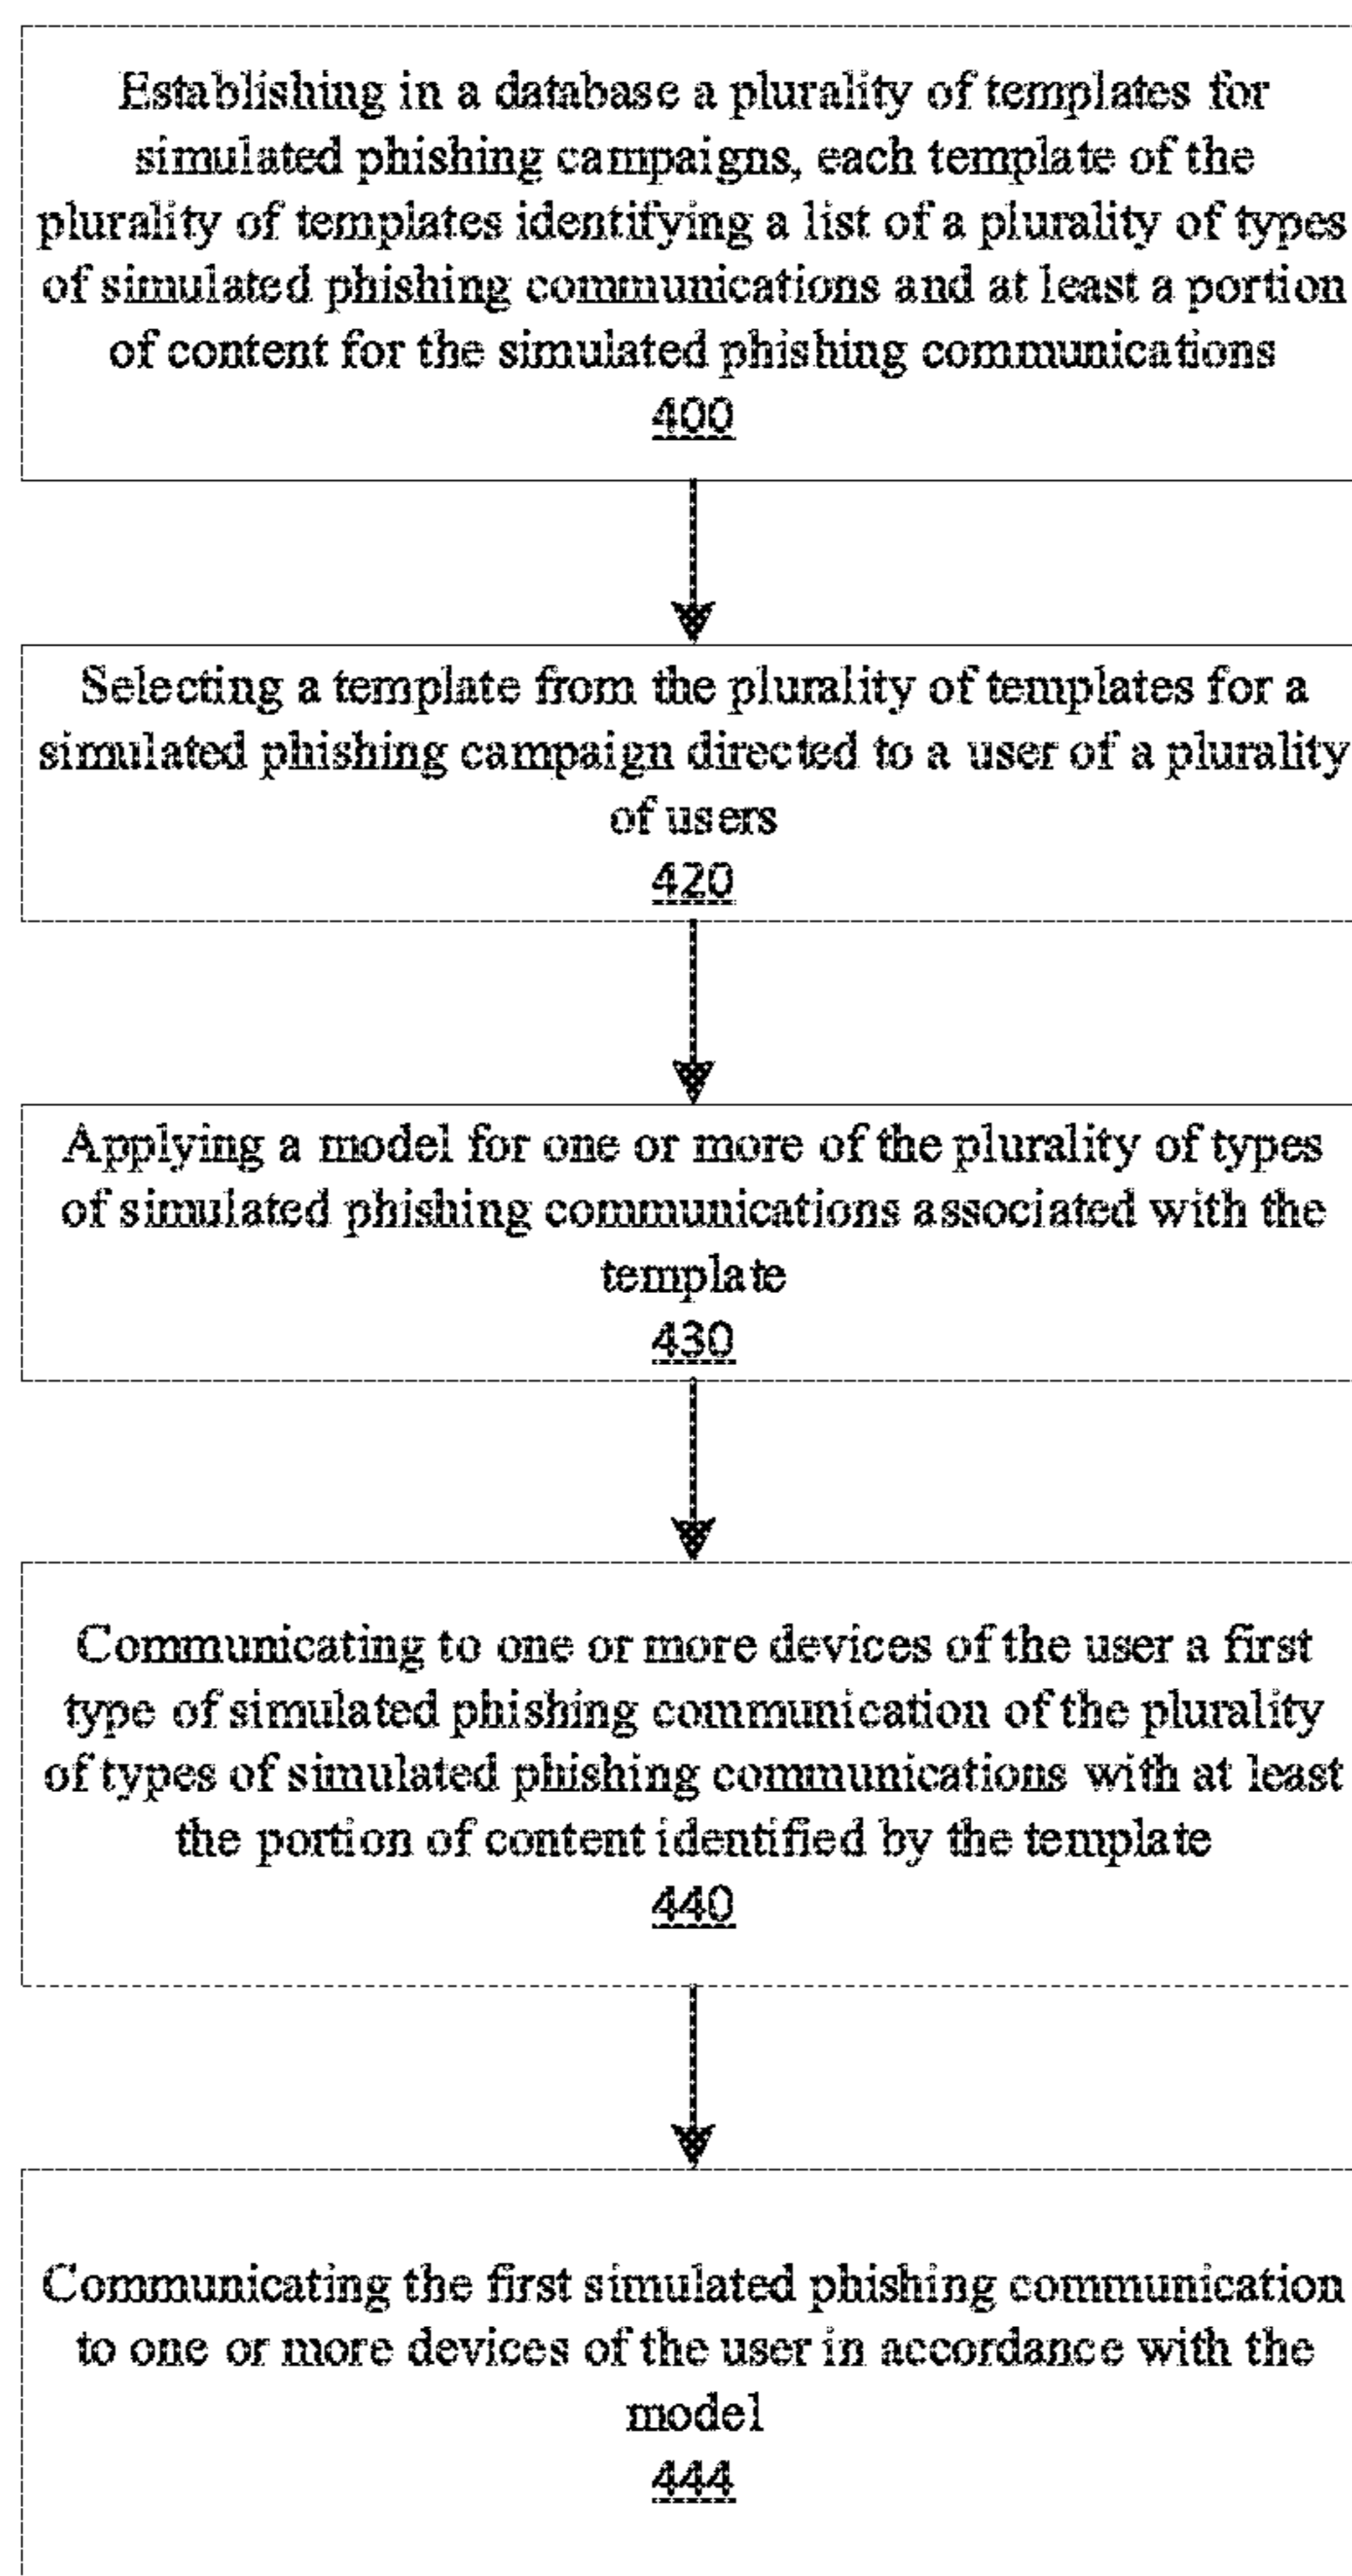 Establishing in a database a plurality of templates for
simulated phishing campaigns, each template of the
plurality of templates identifying a list of a plurality of types
of simulated phishing communications and at least a portion
of content for the simulated phishing communications
400
Selecting a template from the plurality of templates for a
simulated phishing campaign directed to a user of a plurality
of users
420
Applying a model for one or more of the plurality of types
of simulated phishing communications associated with the
template
430
Communicating to one or more devices of the user a first
type of simulated phishing communication of the plurality
of types of simulated phishing communications with at least
the portion of content identified by the template
440
Communicating the first simulated phishing communication
to one or more devices of the user in accordance with the
model
444